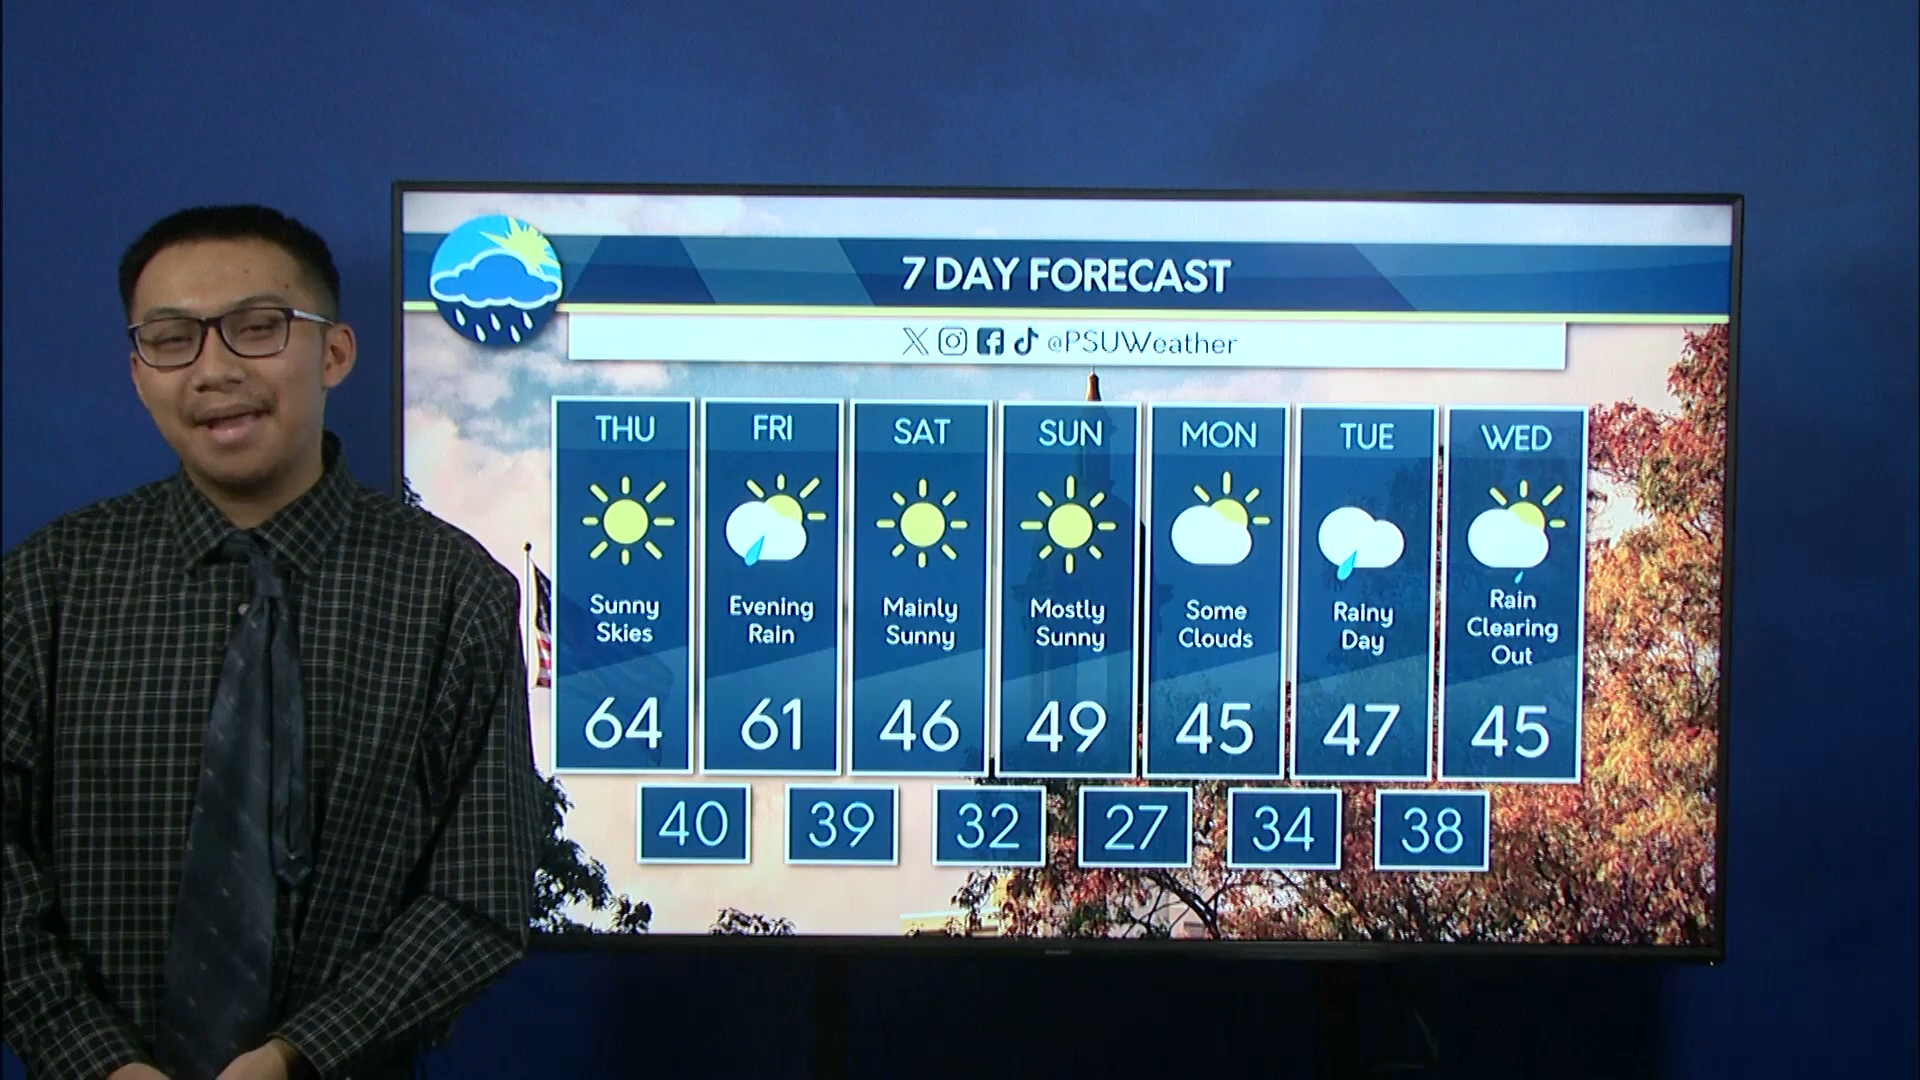 7 DAY FORECAST
@PSUWeather
THU
Sunny
Skies
64
FRI
Evening
Rain
61
SAT
Mainly
Sunny
46
SUN
Mostly
Sunny
49
MON
Some
Clouds
45
TUE
Rainy
Day
47
WED
Rain
Clearing
Out
45
40 39 32 27 34 38